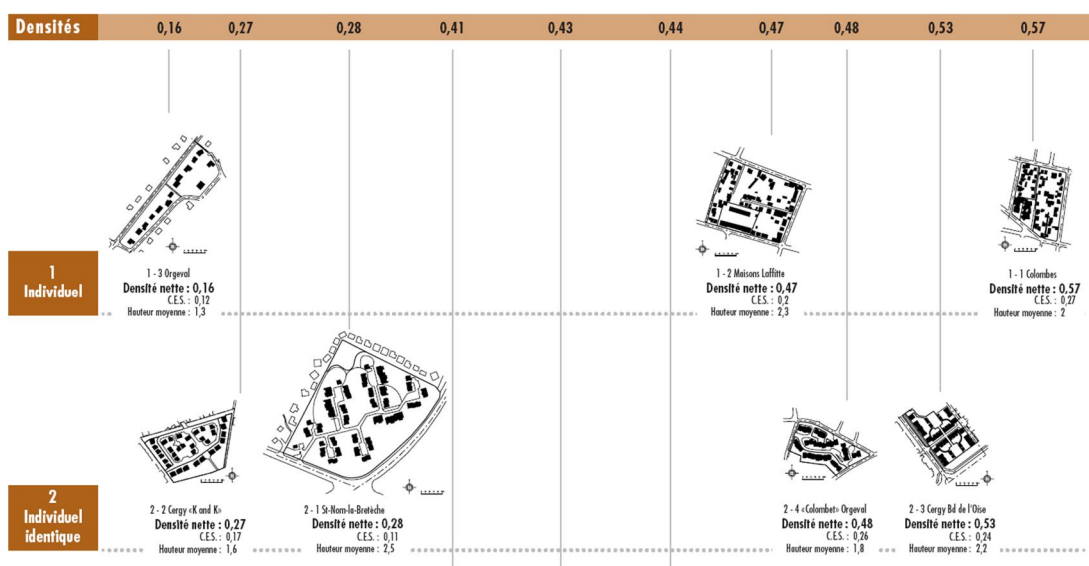 Densités 0,16 0,27 0,28 0,41 0,43 0,44 0,47 0,48 0,53 0,57
1
Individuel
1 - 3 Orgeval
Densité nette : 0,16
C.E.S. : 0,12
Hauteur moyenne : 1,3
1 - 2 Maisons Laffitte
Densité nette : 0,47
C.E.S. : 0,2
Hauteur moyenne : 2,3
1 - 1 Colombes
Densité nette : 0,57
C.E.S. : 0,27
Hauteur moyenne : 2
2
Individuel
identique
2 - 2 Cergy «K and K»
Densité nette : 0,27
C.E.S. : 0,17
Hauteur moyenne : 1,6
2 - 1 St-Nom-la-Bretèche
Densité nette : 0,28
C.E.S. : 0,11
Hauteur moyenne : 2,5
2 - 4 «Colombet» Orgeval
Densité nette : 0,48
C.E.S. : 0,26
Hauteur moyenne : 1,8
2 - 3 Cergy Bd de l'Oise
Densité nette : 0,53
C.E.S. : 0,24
Hauteur moyenne : 2,2